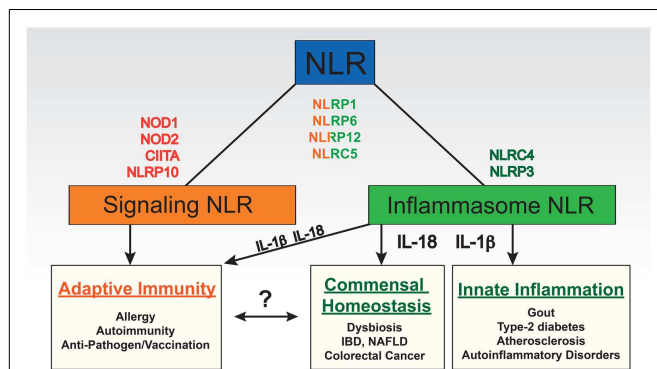 NLR
NLRP1
NLRP6
NLRP12
NLRC5
NOD1
NOD2
CIITA
NLRP10
NLRC4
NLRP3
Signaling NLR
Inflammasome NLR
IL-1β IL-18
IL-18
IL-1β
Adaptive Immunity
Allergy
Autoimmunity
Anti-Pathogen/Vaccination
?
Commensal
Homeostasis
Dysbiosis
IBD, NAFLD
Colorectal Cancer
Innate Inflammation
Gout
Type-2 diabetes
Atherosclerosis
Autoinflammatory Disorders